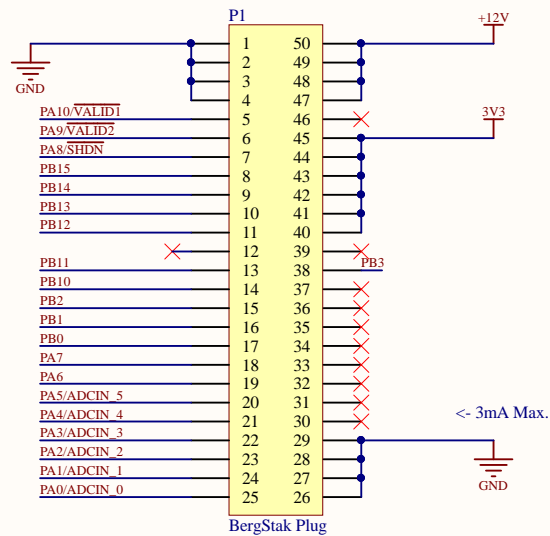 P1
+12V
1 50
GND
2 49
3 48
4 47
PA10/VALID1 5 46
3V3
PA9/VALID2 6 45
PA8/SHDN 7 44
PB15 8 43
PB14 9 42
PB13 10 41
PB12 11 40
12 39
PB11 13 38 PB3
PB10 14 37
PB2 15 36
PB1 16 35
PB0 17 34
PA7 18 33
PA6 19 32
PA5/ADCIN_5 20 31
PA4/ADCIN_4 21 30 <- 3mA Max.
PA3/ADCIN_3 22 29
PA2/ADCIN_2 23 28
PA1/ADCIN_1 24 27
GND
PA0/ADCIN_0 25 26
BergStak Plug